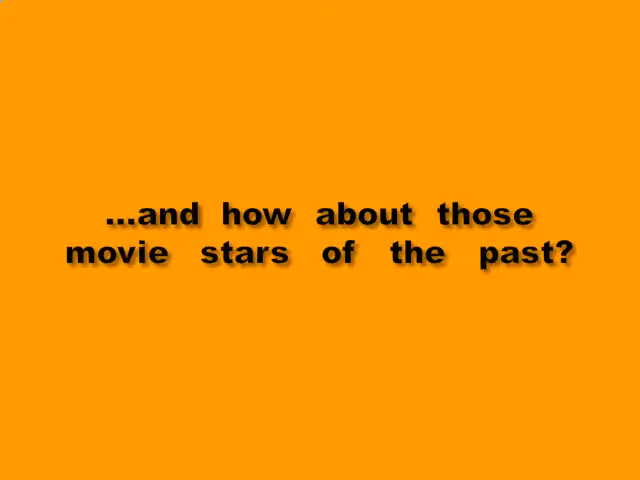 ...and how about those
movie stars of the past?